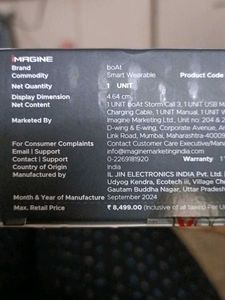 IMAGINE
Brand boAt
Commodity Smart Wearable Product Code
Net Quantity 1 UNIT
Display Dimension 4.64 cm
Net Content 1 UNIT boAt Storm Call 3, 1 UNIT USB
Charging Cable, 1 UNIT Manual, 1 UNIT
Marketed By Imagine Marketing Ltd., Unit no: 204 &
D-wing & E-wing, Corporate Avenue,
Link Road, Mumbai, Maharashtra-
For Consumer Complaints Contact Customer Care Executive/
Email | Support info@imaginemarketingindia.com
Contact | Support 0-2269181920 Warranty 1
Country of Origin India
Manufactured by IL JIN ELECTRONICS INDIA Pvt. Ltd.
Udyog Kendra, Ecotech iii, Village
Gautam Buddha Nagar, Uttar
Month & Year of Manufacture September 2024
Max. Retail Price ₹ 8,499.00 (Inclusive of all taxes)